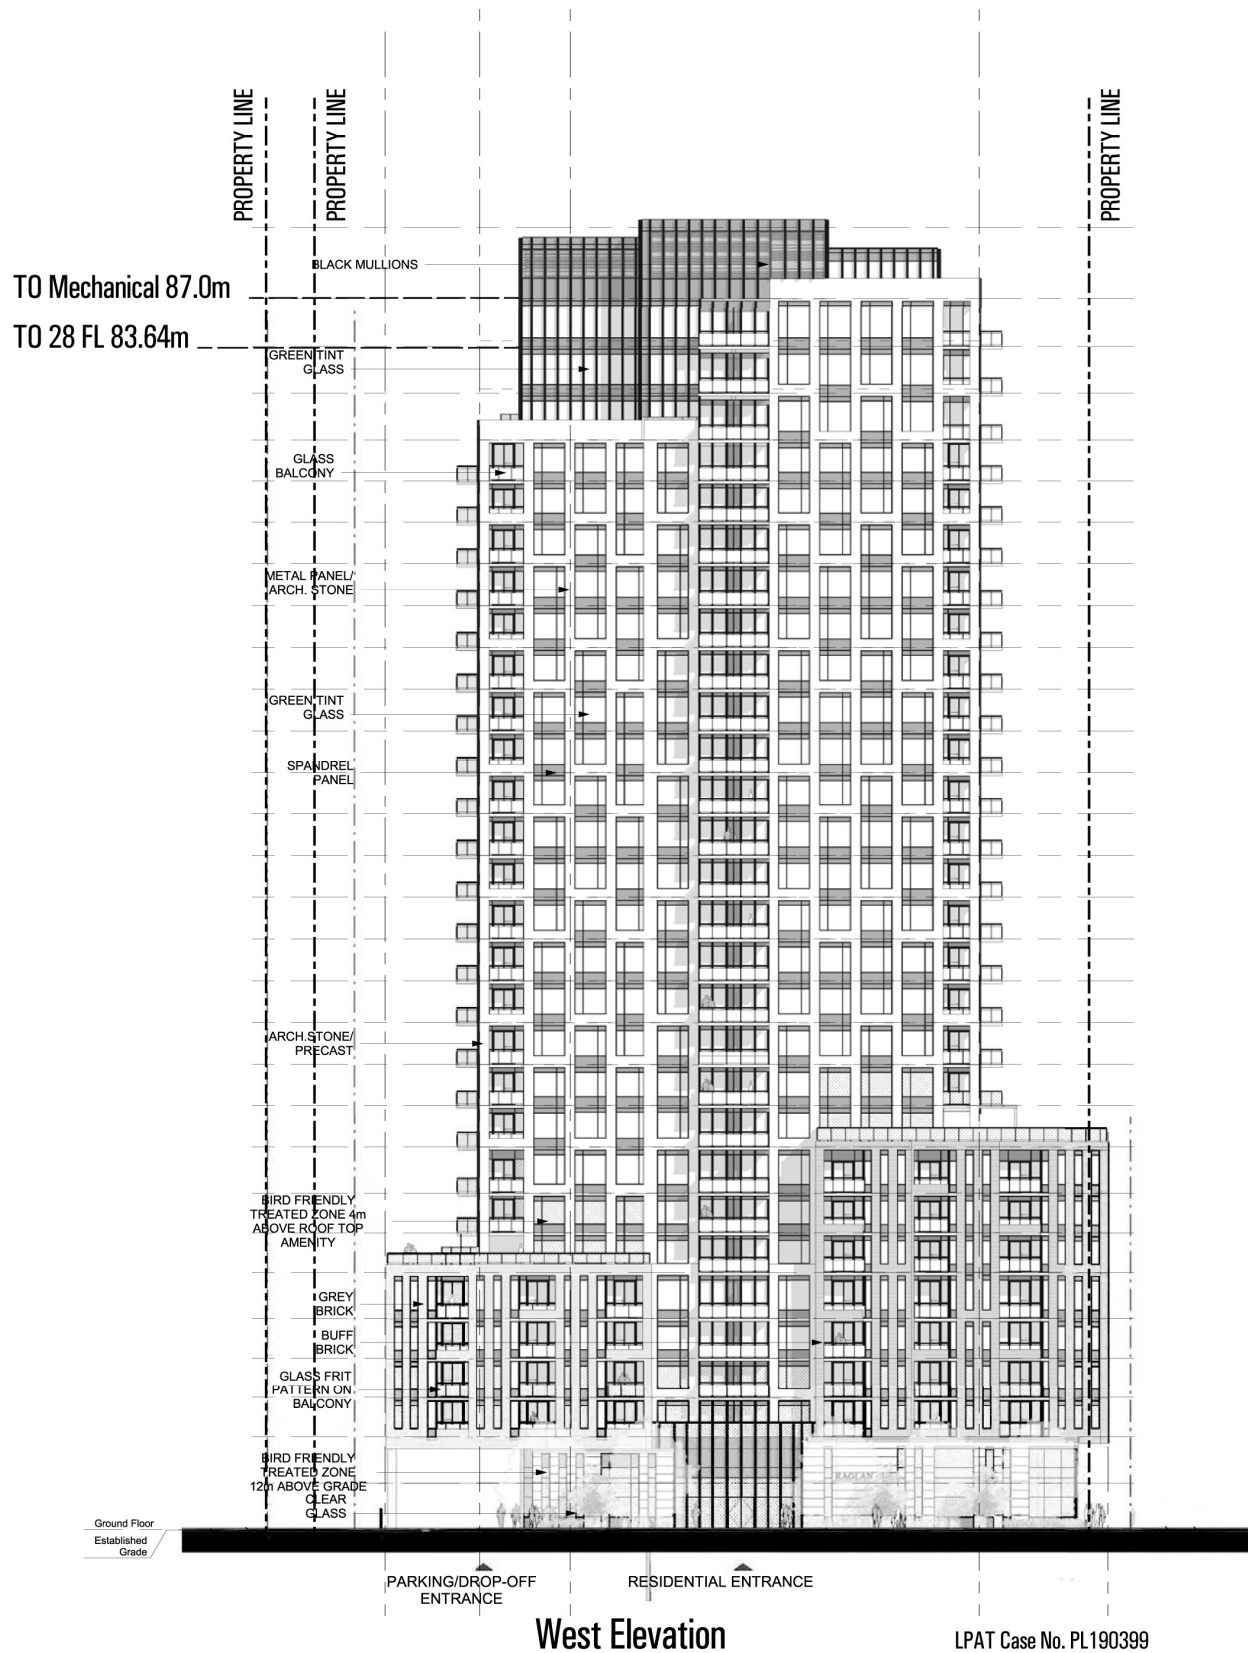 PROPERTY LINE
PROPERTY LINE
PROPERTY LINE
BLACK MULLIONS
TO Mechanical 87.0m
TO 28 FL 83.64m
GREEN TINT
GLASS
GLASS
BALCONY
METAL PANEL/
ARCH. STONE
GREEN TINT
GLASS
SPANDREL
PANEL
ARCH.STONE/
PRECAST
BIRD FRIENDLY
TREATED ZONE 4m
ABOVE ROOF TOP
AMENITY
GREY
BRICK
BUFF
BRICK
GLASS FRIT
PATTERN ON
BALCONY
BIRD FRIENDLY
TREATED ZONE
12m ABOVE GRADE
CLEAR
GLASS
RAGLAN
Ground Floor
Established
Grade
PARKING/DROP-OFF
ENTRANCE
RESIDENTIAL ENTRANCE
West Elevation
LPAT Case No. PL190399